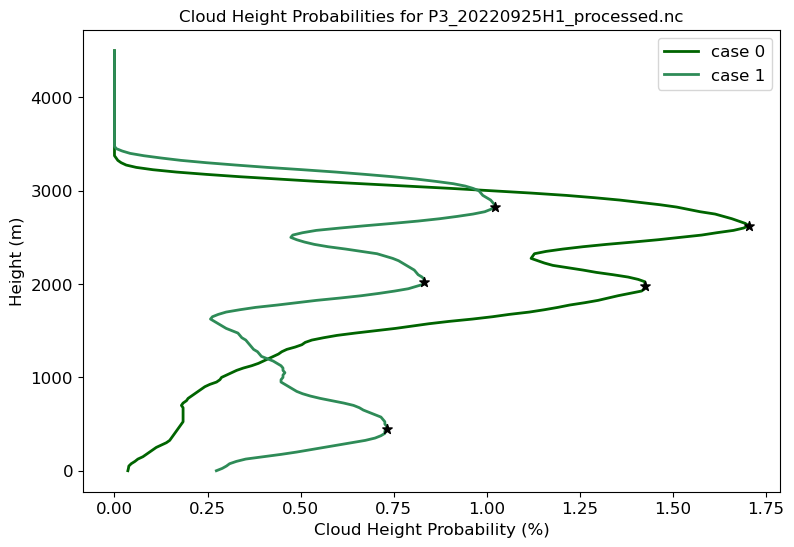 Cloud Height Probabilities for P3_20220925H1_processed.nc
case 0
case 1
4000
3000
2000
1000
0
Height (m)
0.00 0.25 0.50 0.75 1.00 1.25 1.50 1.75
Cloud Height Probability (%)